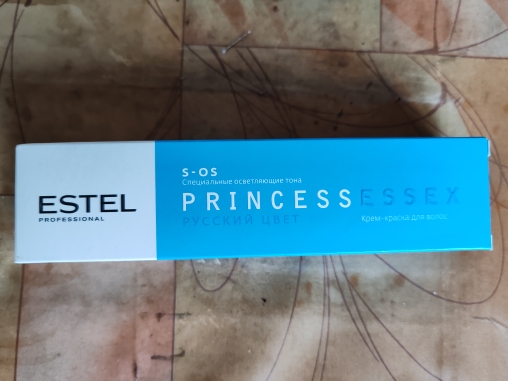 ESTEL
PROFESSIONAL
S-OS
Специальные осветляющие тона
PRINCESS ESSEX
РУССКИЙ ЦВЕТ
Крем-краска для волос